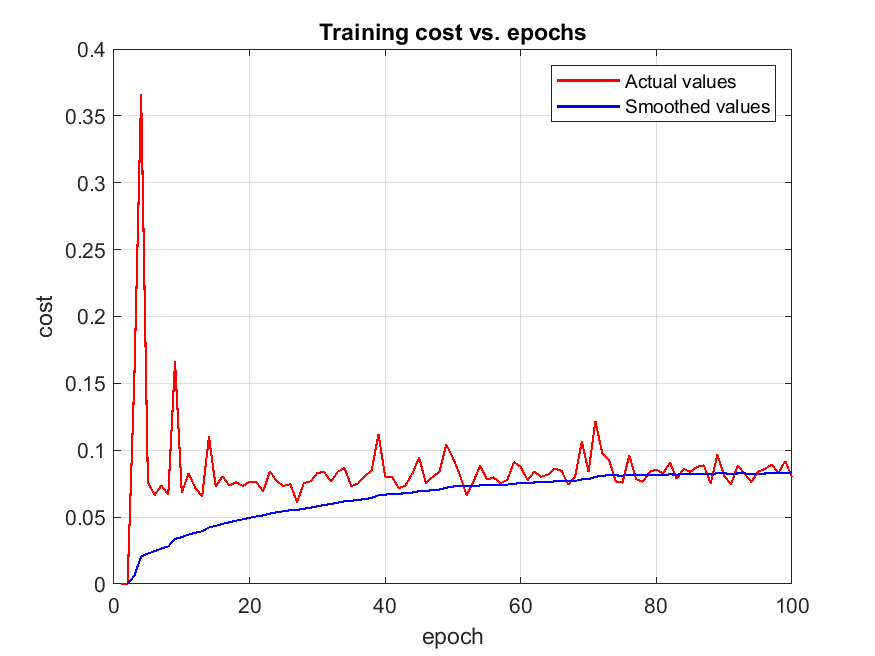 Training cost vs. epochs
Actual values
Smoothed values
0.4
0.35
0.3
0.25
0.2
0.15
0.1
0.05
0
cost
0 20 40 60 80 100
epoch